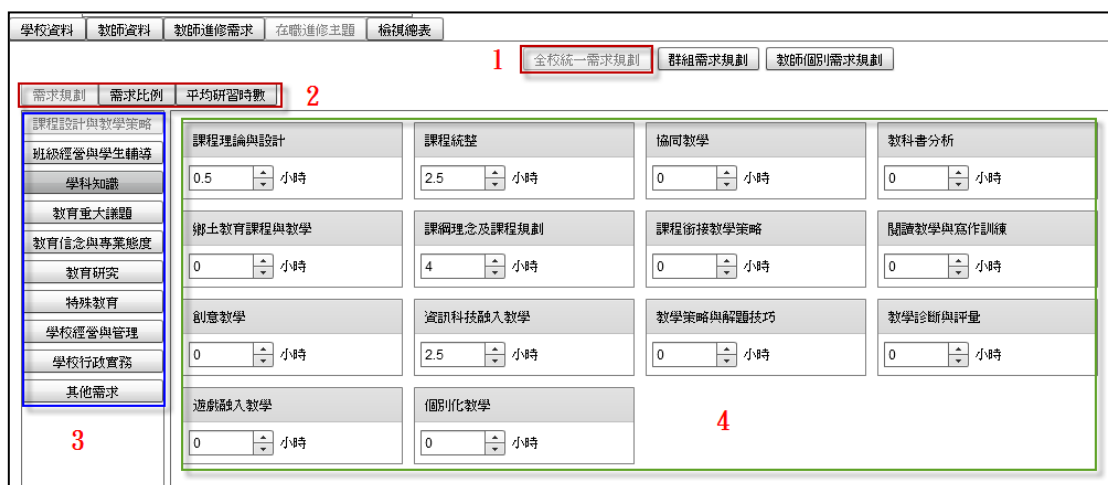 學校資料 教師資料 教師進修需求 在職進修主題 檢視總表
1 全校統一需求規劃 群組需求規劃 教師個別需求規劃
需求規劃 需求比例 平均研習時數 2
課程設計與教學策略
班級經營與學生輔導
學科知識
教育重大議題
教育信念與專業態度
教育研究
特殊教育
學校經營與管理
學校行政實務
其他需求
3
課程理論與設計 課程統整 協同教學 教科書分析
0.5 小時 2.5 小時 0 小時 0 小時
鄉土教育課程與教學 課綱理念及課程規劃 課程銜接教學策略 閱讀教學與寫作訓練
0 小時 4 小時 0 小時 0 小時
創意教學 資訊科技融入教學 教學策略與解題技巧 教學診斷與評量
0 小時 2.5 小時 0 小時 0 小時
遊戲融入教學 個別化教學
0 小時 0 小時
4